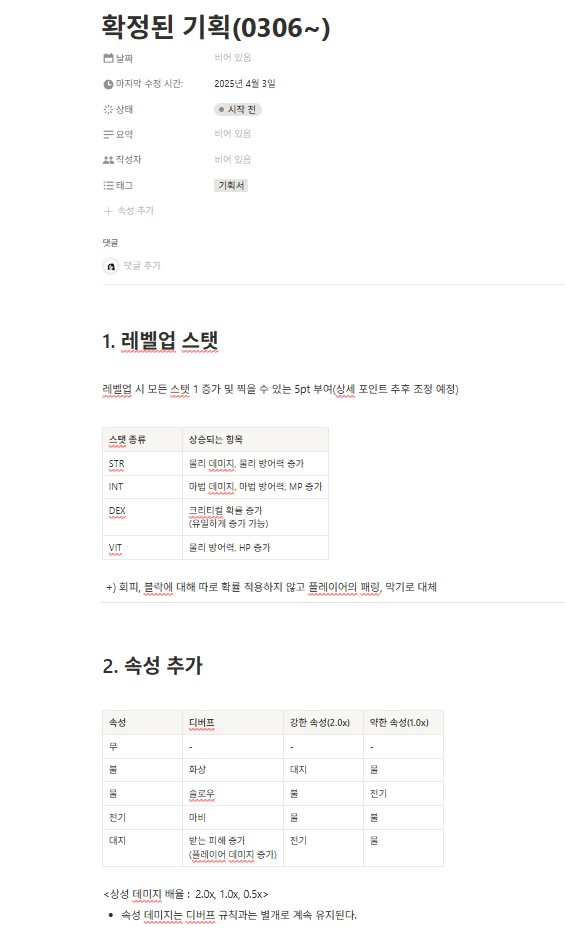 확정된 기획(0306~)
날짜 비어 있음
마지막 수정 시간: 2025년 4월 3일
상태 시작 전
요약 비어 있음
작성자 비어 있음
태그 기획서
속성 추가
댓글
댓글 추가
1. 레벨업 스탯
레벨업 시 모든 스탯 1 증가 및 찍을 수 있는 5pt 부여(상세 포인트 추후 조정 예정)
스탯 종류 상승되는 항목
STR 물리 데미지, 물리 방어력 증가
INT 마법 데미지, 마법 방어력, MP 증가
DEX 크리티컬 확률 증가
(유일하게 증가 가능)
VIT 물리 방어력, HP 증가
+) 회피, 블락에 대해 따로 확률 적용하지 않고 플레이어의 패링, 막기로 대체
2. 속성 추가
속성 디버프 강한 속성(2.0x) 약한 속성(1.0x)
무 - - -
불 화상 대지 물
물 슬로우 불 전기
전기 마비 물 불
대지 받는 피해 증가 전기 물
(플레이어 데미지 증가)
<상성 데미지 배율 : 2.0x, 1.0x, 0.5x>
• 속성 데미지는 디버프 규칙과는 별개로 계속 유지된다.